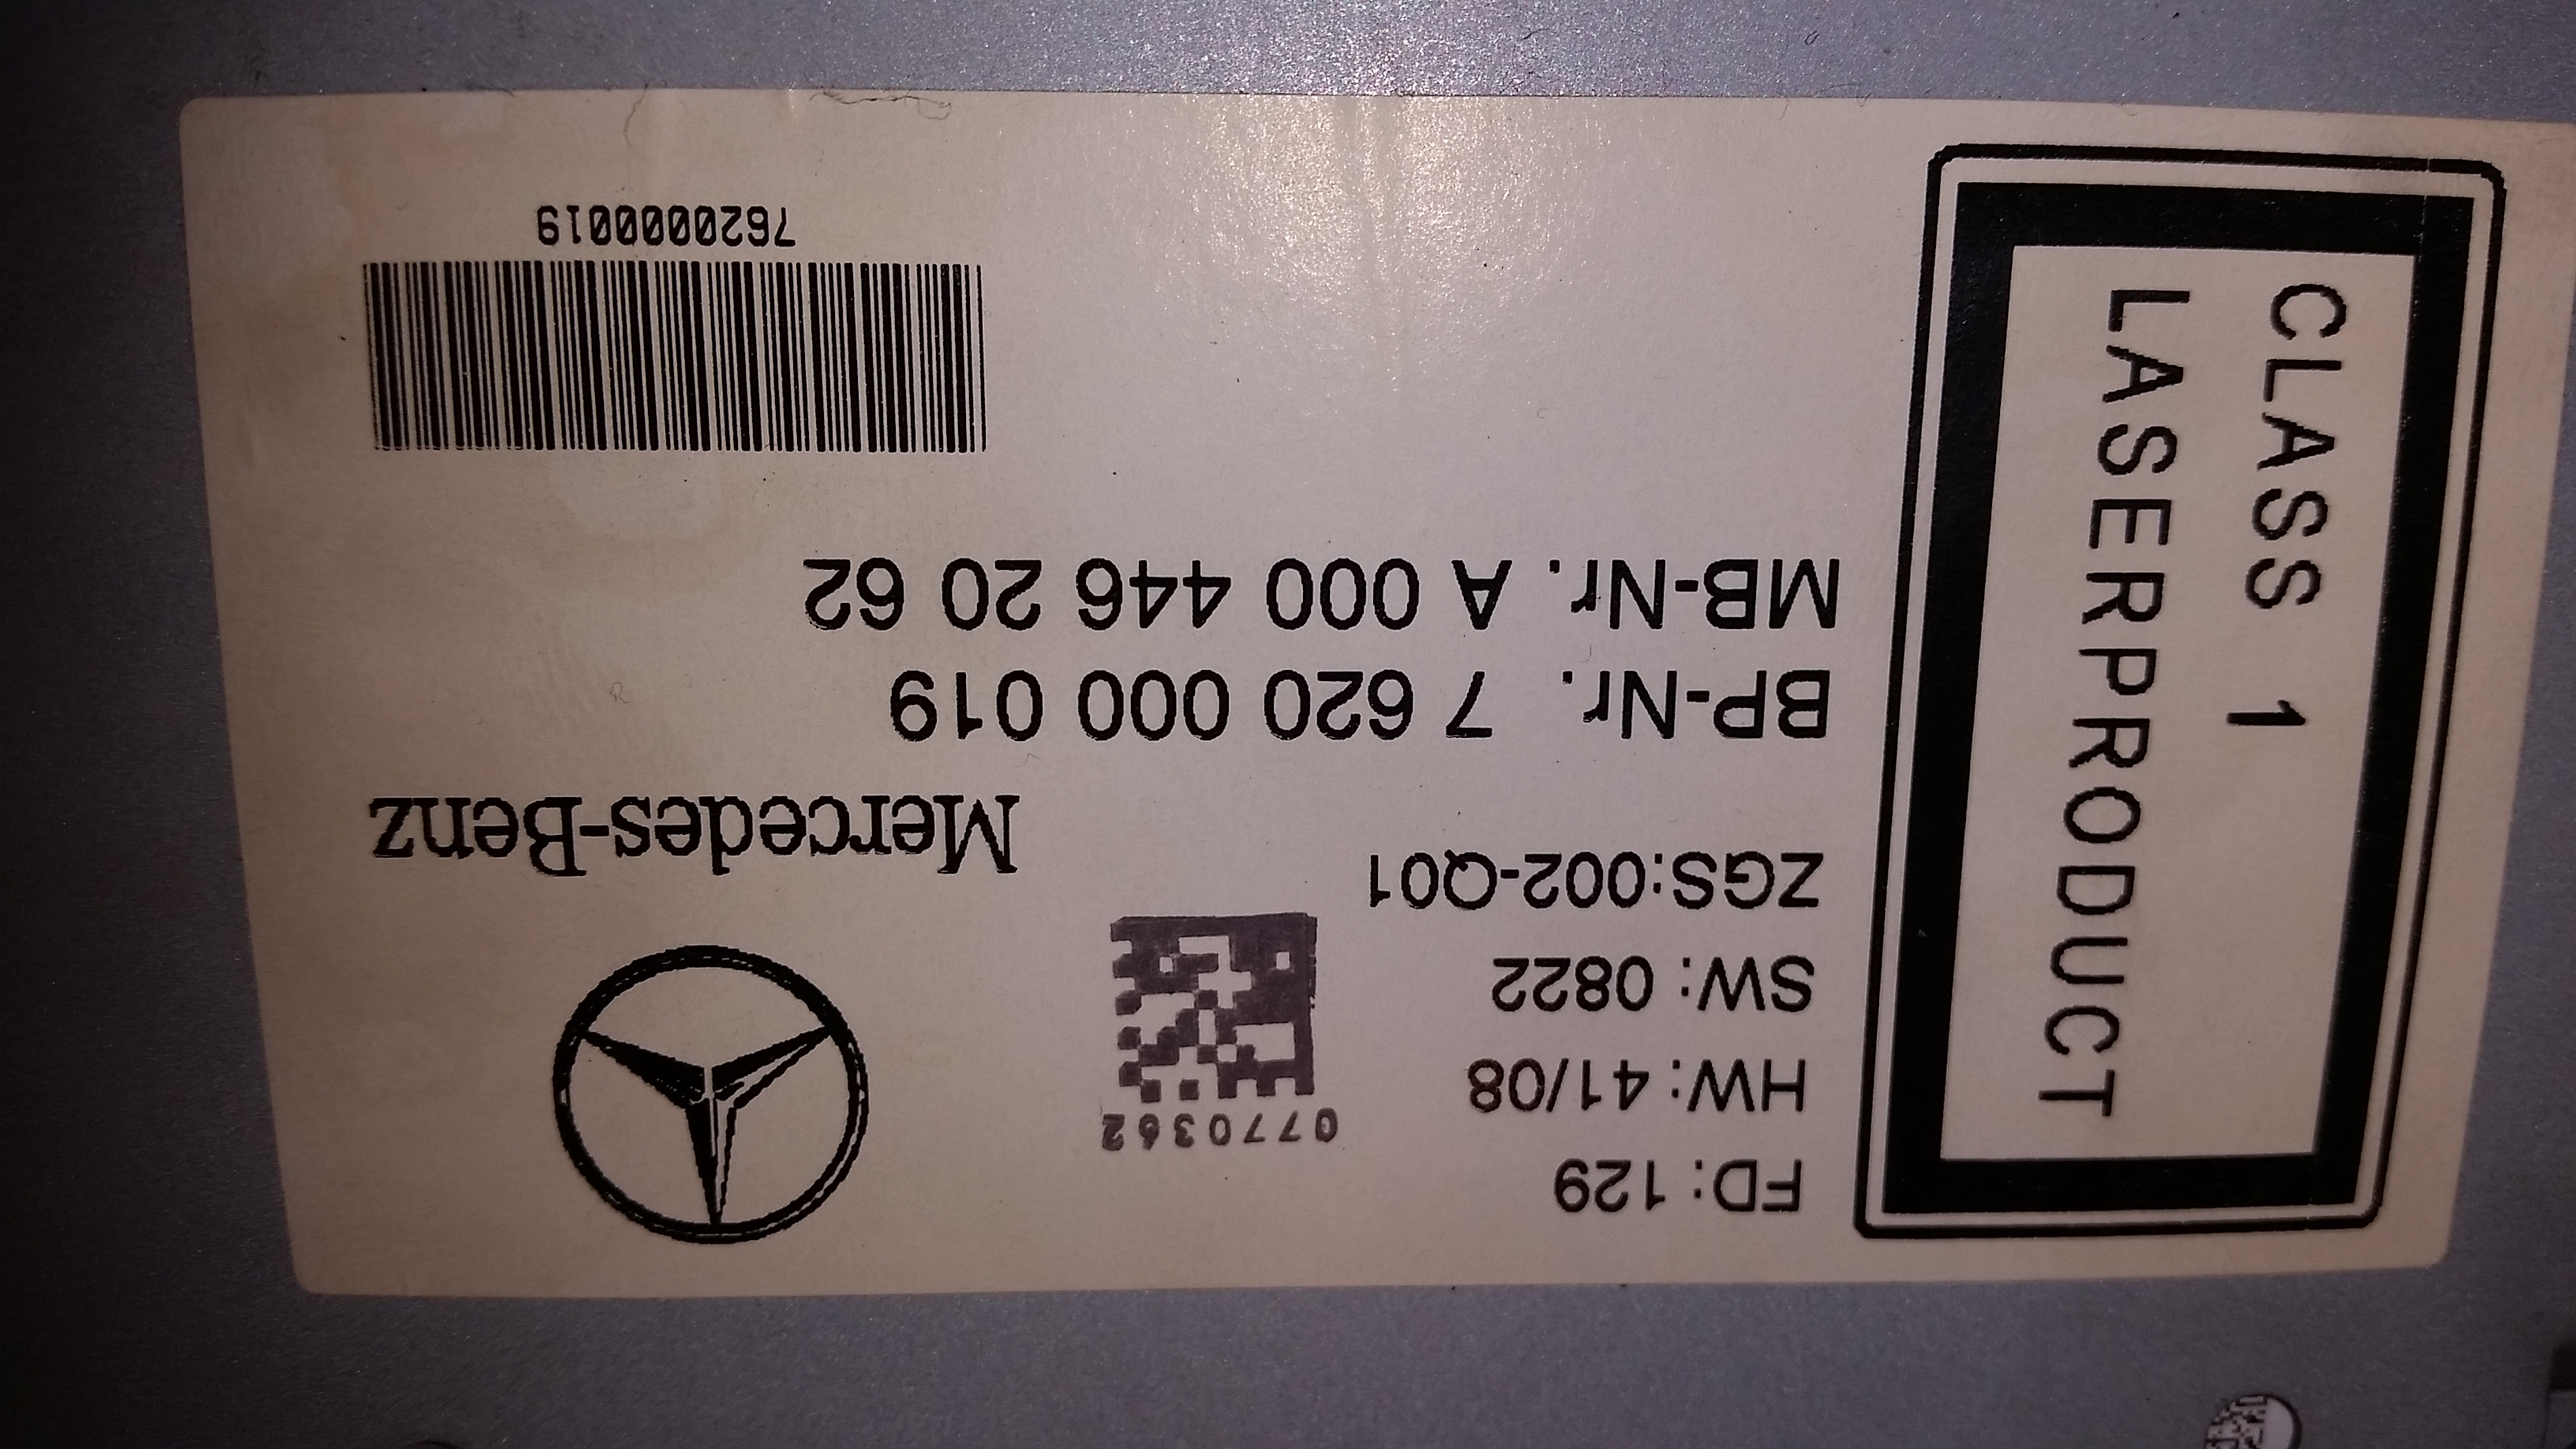 FD: 129
HW: 41/08
SW: 0822
ZGS:002-Q01
0770362
Mercedes-Benz
BP-Nr. 7 620 000 019
MB-Nr. A 000 446 20 62
7620000019
CLASS 1
LASERPRODUCT